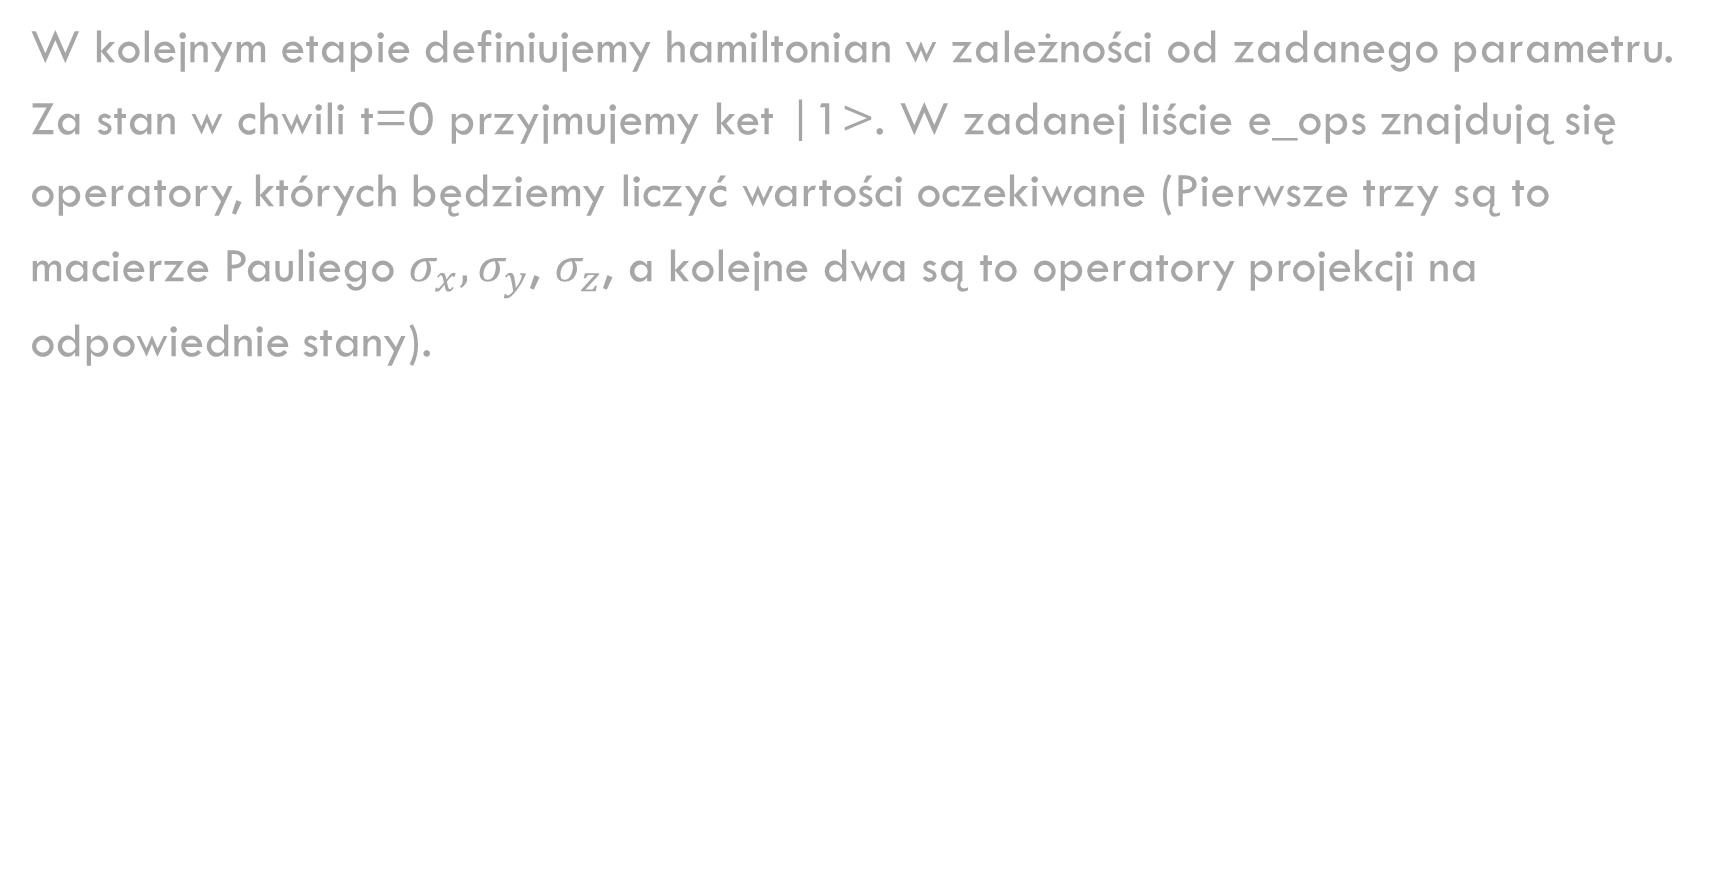 W kolejnym etapie definiujemy hamiltonian w zależności od zadanego parametru.
Za stan w chwili t=0 przyjmujemy ket |1>. W zadanej liście e_ops znajdują się
operatory, których będziemy liczyć wartości oczekiwane (Pierwsze trzy są to
macierze Pauliego σₓ, σ_y, σ_z, a kolejne dwa są to operatory projekcji na
odpowiednie stany).